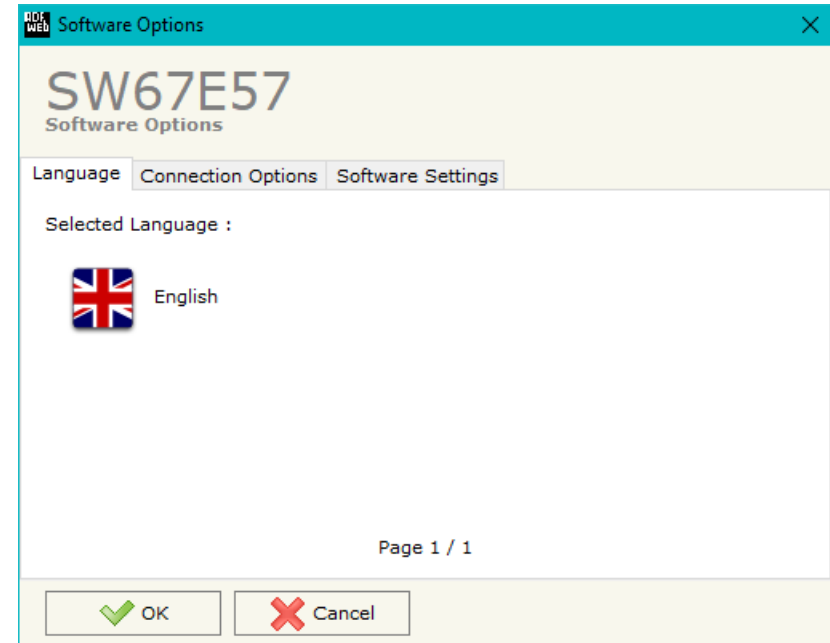 ADF
WEB Software Options
SW67E57
Software Options
Language Connection Options Software Settings
Selected Language :
English
Page 1 / 1
OK Cancel